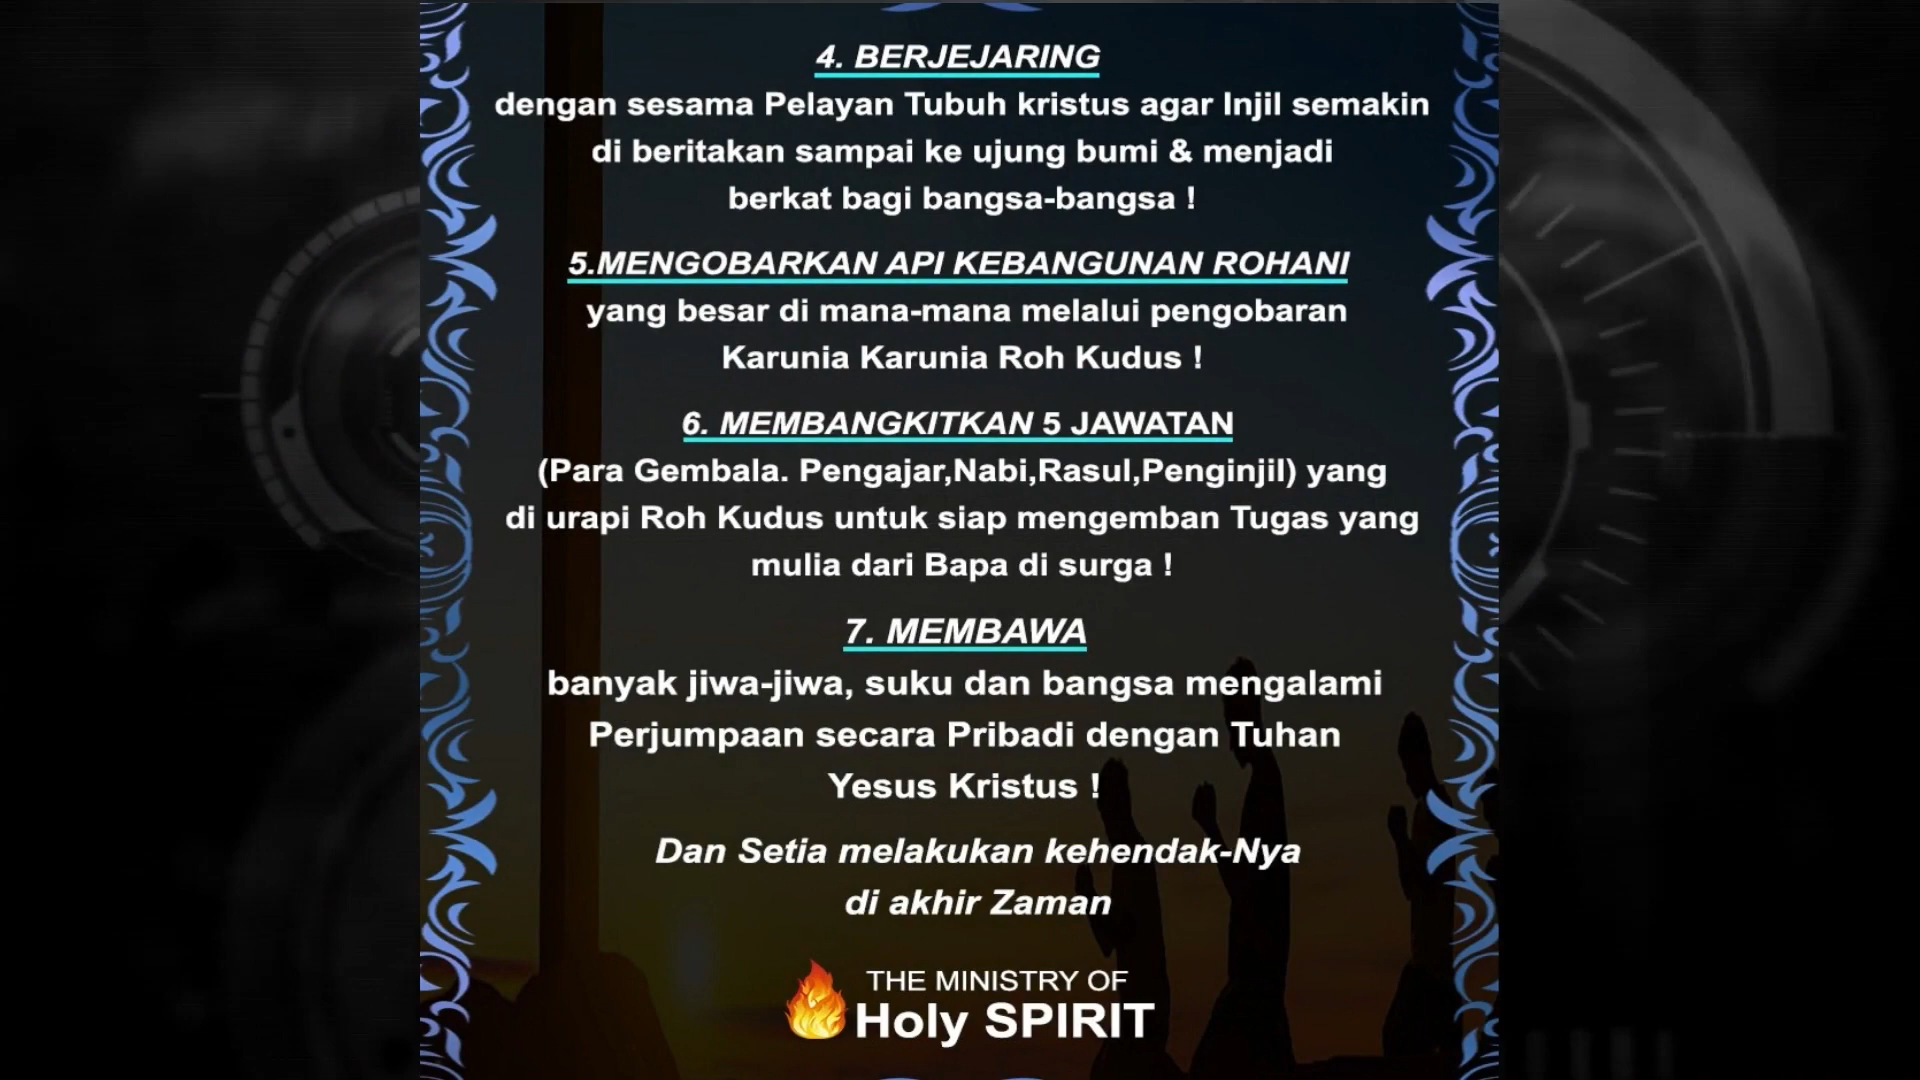 4. BERJEJARING
dengan sesama Pelayan Tubuh kristus agar Injil semakin
di beritakan sampai ke ujung bumi & menjadi
berkat bagi bangsa-bangsa !
5.MENGOBARKAN API KEBANGUNAN ROHANI
yang besar di mana-mana melalui pengobaran
Karunia Karunia Roh Kudus !
6. MEMBANGKITKAN 5 JAWATAN
(Para Gembala. Pengajar,Nabi,Rasul,Penginjil) yang
di urapi Roh Kudus untuk siap mengemban Tugas yang
mulia dari Bapa di surga !
7. MEMBAWA
banyak jiwa-jiwa, suku dan bangsa mengalami
Perjumpaan secara Pribadi dengan Tuhan
Yesus Kristus !
Dan Setia melakukan kehendak-Nya
di akhir Zaman
THE MINISTRY OF
Holy SPIRIT